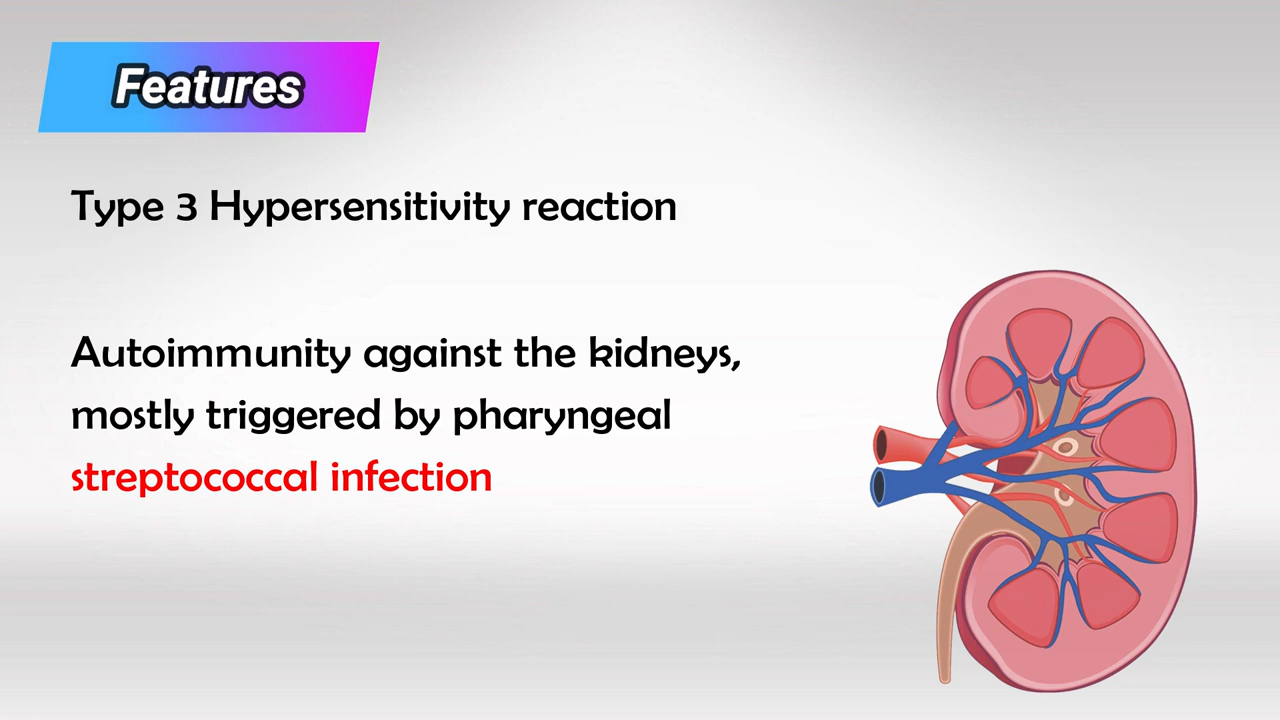 Features
Type 3 Hypersensitivity reaction
Autoimmunity against the kidneys,
mostly triggered by pharyngeal
streptococcal infection